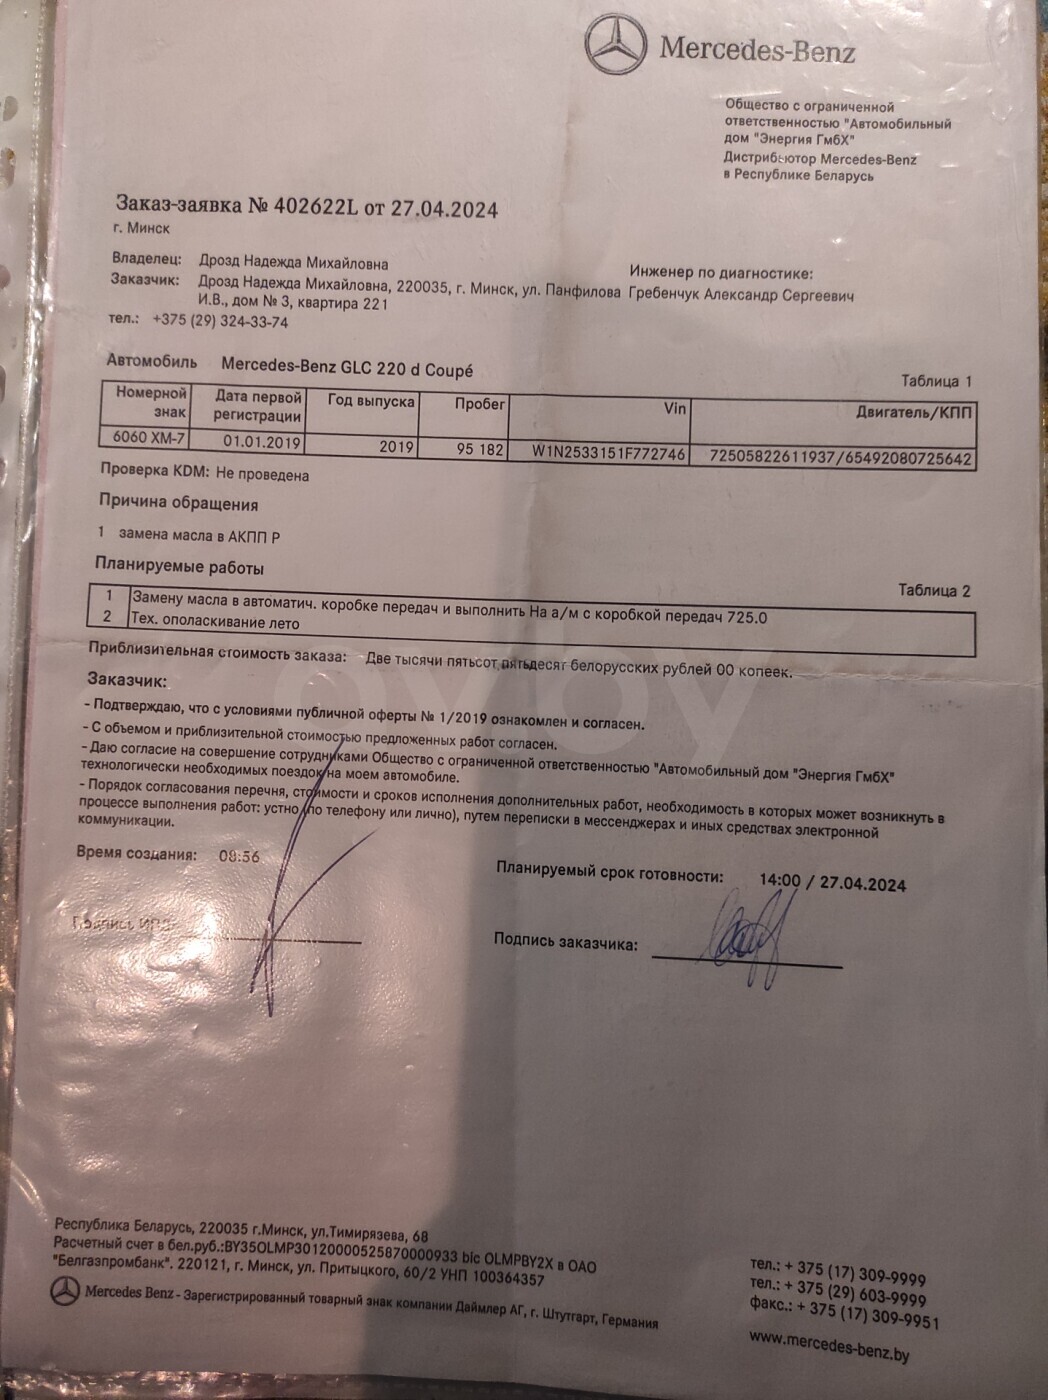 Mercedes-Benz
Общество с ограниченной
ответственностью "Автомобильный
дом "Энергия ГмбХ"
Дистрибьютор Mercedes-Benz
в Республике Беларусь
Заказ-заявка № 402622L от 27.04.2024
г. Минск
Владелец: Дрозд Надежда Михайловна
Инженер по диагностике:
Заказчик: Дрозд Надежда Михайловна, 220035, г. Минск, ул. Панфилова Гребенчук Александр Сергеевич
И.В., дом № 3, квартира 221
тел.: +375 (29) 324-33-74
Автомобиль Mercedes-Benz GLC 220 d Coupé
Таблица 1
Номерной знак Дата первой регистрации Год выпуска Пробег Vin Двигатель/КПП
6060 XM-7 01.01.2019 2019 95 182 W1N2533151F772746 72505822611937/65492080725642
Проверка KDM: Не проведена
Причина обращения
1 замена масла в АКПП Р
Планируемые работы
Таблица 2
1 Замену масла в автоматич. коробке передач и выполнить На а/м с коробкой передач 725.0
2 Тех. ополаскивание лето
Приблизительная стоимость заказа: Две тысячи пятьсот пятьдесят белорусских рублей 00 копеек.
Заказчик:
- Подтверждаю, что с условиями публичной оферты № 1/2019 ознакомлен и согласен.
- С объемом и приблизительной стоимостью предложенных работ согласен.
- Даю согласие на совершение сотрудниками Общество с ограниченной ответственностью "Автомобильный дом "Энергия ГмбХ"
технологически необходимых поездок на моем автомобиле.
- Порядок согласования перечня, стоимости и сроков исполнения дополнительных работ, необходимость в которых может возникнуть в
процессе выполнения работ: устно (по телефону или лично), путем переписки в мессенджерах и иных средствах электронной
коммуникации.
Время создания: 08:56
Планируемый срок готовности: 14:00 / 27.04.2024
Подпись
Подпись заказчика:
av.by
Республика Беларусь, 220035 г.Минск, ул.Тимирязева, 68
Расчетный счет в бел.руб.:BY35OLMP30120000525870000933 bic OLMPBY2X в ОАО
"Белгазпромбанк". 220121, г. Минск, ул. Притыцкого, 60/2 УНП 100364357
Mercedes Benz - Зарегистрированный товарный знак компании Даймлер АГ, г. Штутгарт, Германия
тел.: + 375 (17) 309-9999
тел.: + 375 (29) 603-9999
факс.: + 375 (17) 309-9951
www.mercedes-benz.by